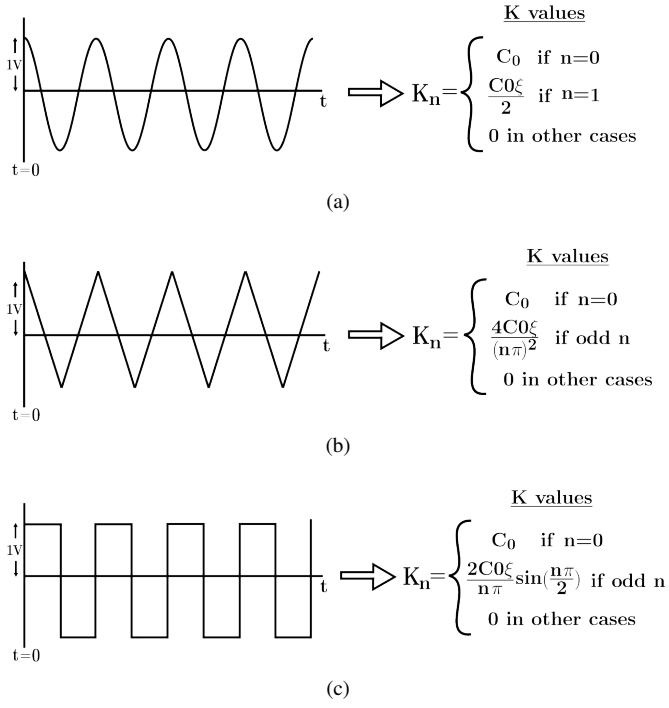 K values
1V
t
t=0
Kn=
C0 if n=0
C0ξ/2 if n=1
0 in other cases
(a)
K values
1V
t
t=0
Kn=
C0 if n=0
4C0ξ/(nπ)² if odd n
0 in other cases
(b)
K values
1V
t
t=0
Kn=
C0 if n=0
2C0ξ/nπ sin(nπ/2) if odd n
0 in other cases
(c)